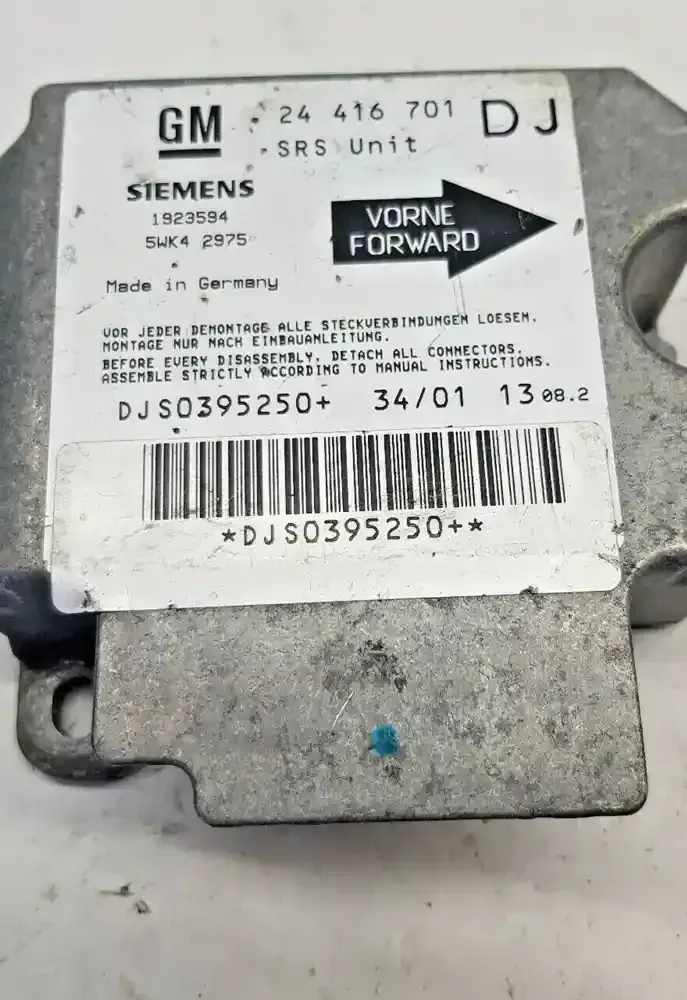 GM 24 416 701 DJ
SRS Unit
SIEMENS
1923594
5WK4 2975
VORNE
FORWARD
Made in Germany
VOR JEDER DEMONTAGE ALLE STECKVERBINDUNGEN LOESEN.
MONTAGE NUR NACH EINBAUANLEITUNG.
BEFORE EVERY DISASSEMBLY, DETACH ALL CONNECTORS.
ASSEMBLE STRICTLY ACCORDING TO MANUAL INSTRUCTIONS.
DJS0395250+ 34/01 13 08.2
*DJS0395250+*